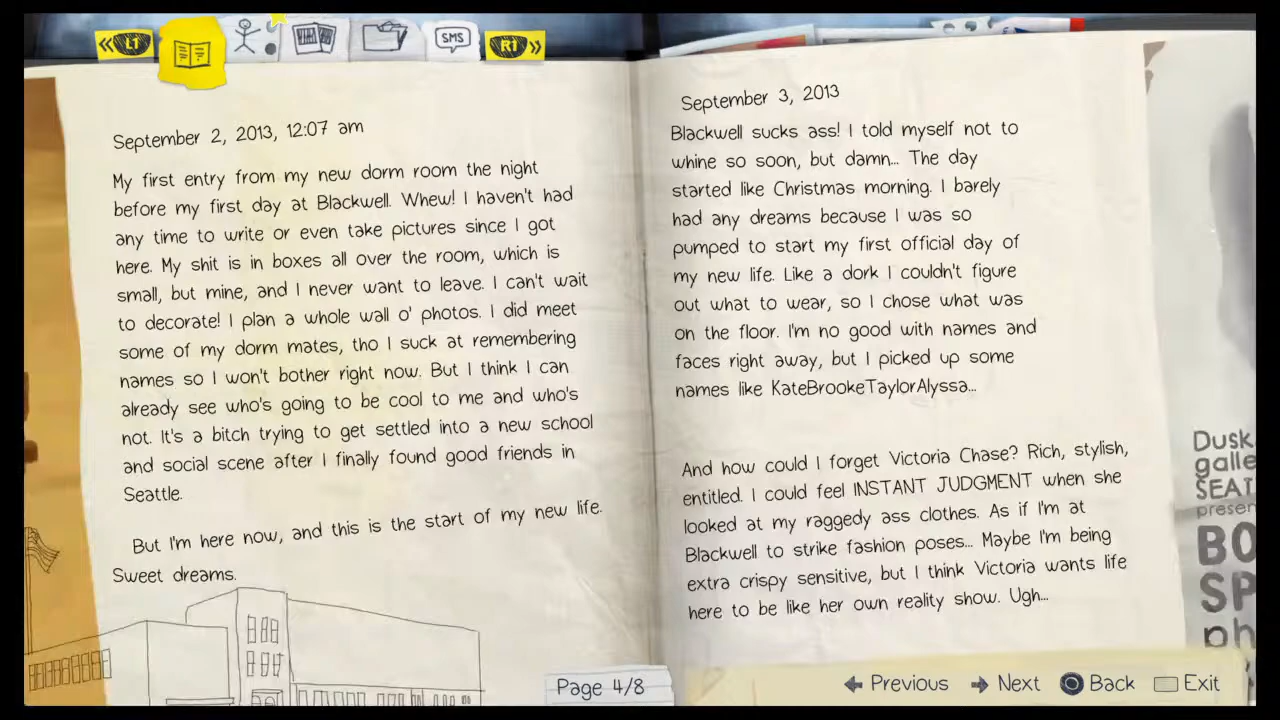 L1
SMS
R1
September 2, 2013, 12:07 am
My first entry from my new dorm room the night
before my first day at Blackwell. Whew! I haven't had
any time to write or even take pictures since I got
here. My shit is in boxes all over the room, which is
small, but mine, and I never want to leave. I can't wait
to decorate! I plan a whole wall o' photos. I did meet
some of my dorm mates, tho I suck at remembering
names so I won't bother right now. But I think I can
already see who's going to be cool to me and who's
not. It's a bitch trying to get settled into a new school
and social scene after I finally found good friends in
Seattle.
But I'm here now, and this is the start of my new life.
Sweet dreams.
September 3, 2013
Blackwell sucks ass! I told myself not to
whine so soon, but damn... The day
started like Christmas morning. I barely
had any dreams because I was so
pumped to start my first official day of
my new life. Like a dork I couldn't figure
out what to wear, so I chose what was
on the floor. I'm no good with names and
faces right away, but I picked up some
names like KateBrookeTaylorAlyssa...
And how could I forget Victoria Chase? Rich, stylish,
entitled. I could feel INSTANT JUDGMENT when she
looked at my raggedy ass clothes. As if I'm at
Blackwell to strike fashion poses... Maybe I'm being
extra crispy sensitive, but I think Victoria wants life
here to be like her own reality show. Ugh...
Dusk
galle
SEAT
presen
BO
SP
ph
Page 4/8
Previous
Next
Back
Exit